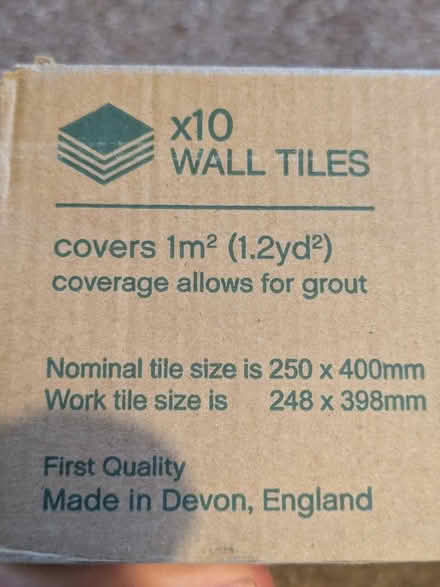 x10
WALL TILES
covers 1m² (1.2yd²)
coverage allows for grout
Nominal tile size is 250 x 400mm
Work tile size is 248 x 398mm
First Quality
Made in Devon, England